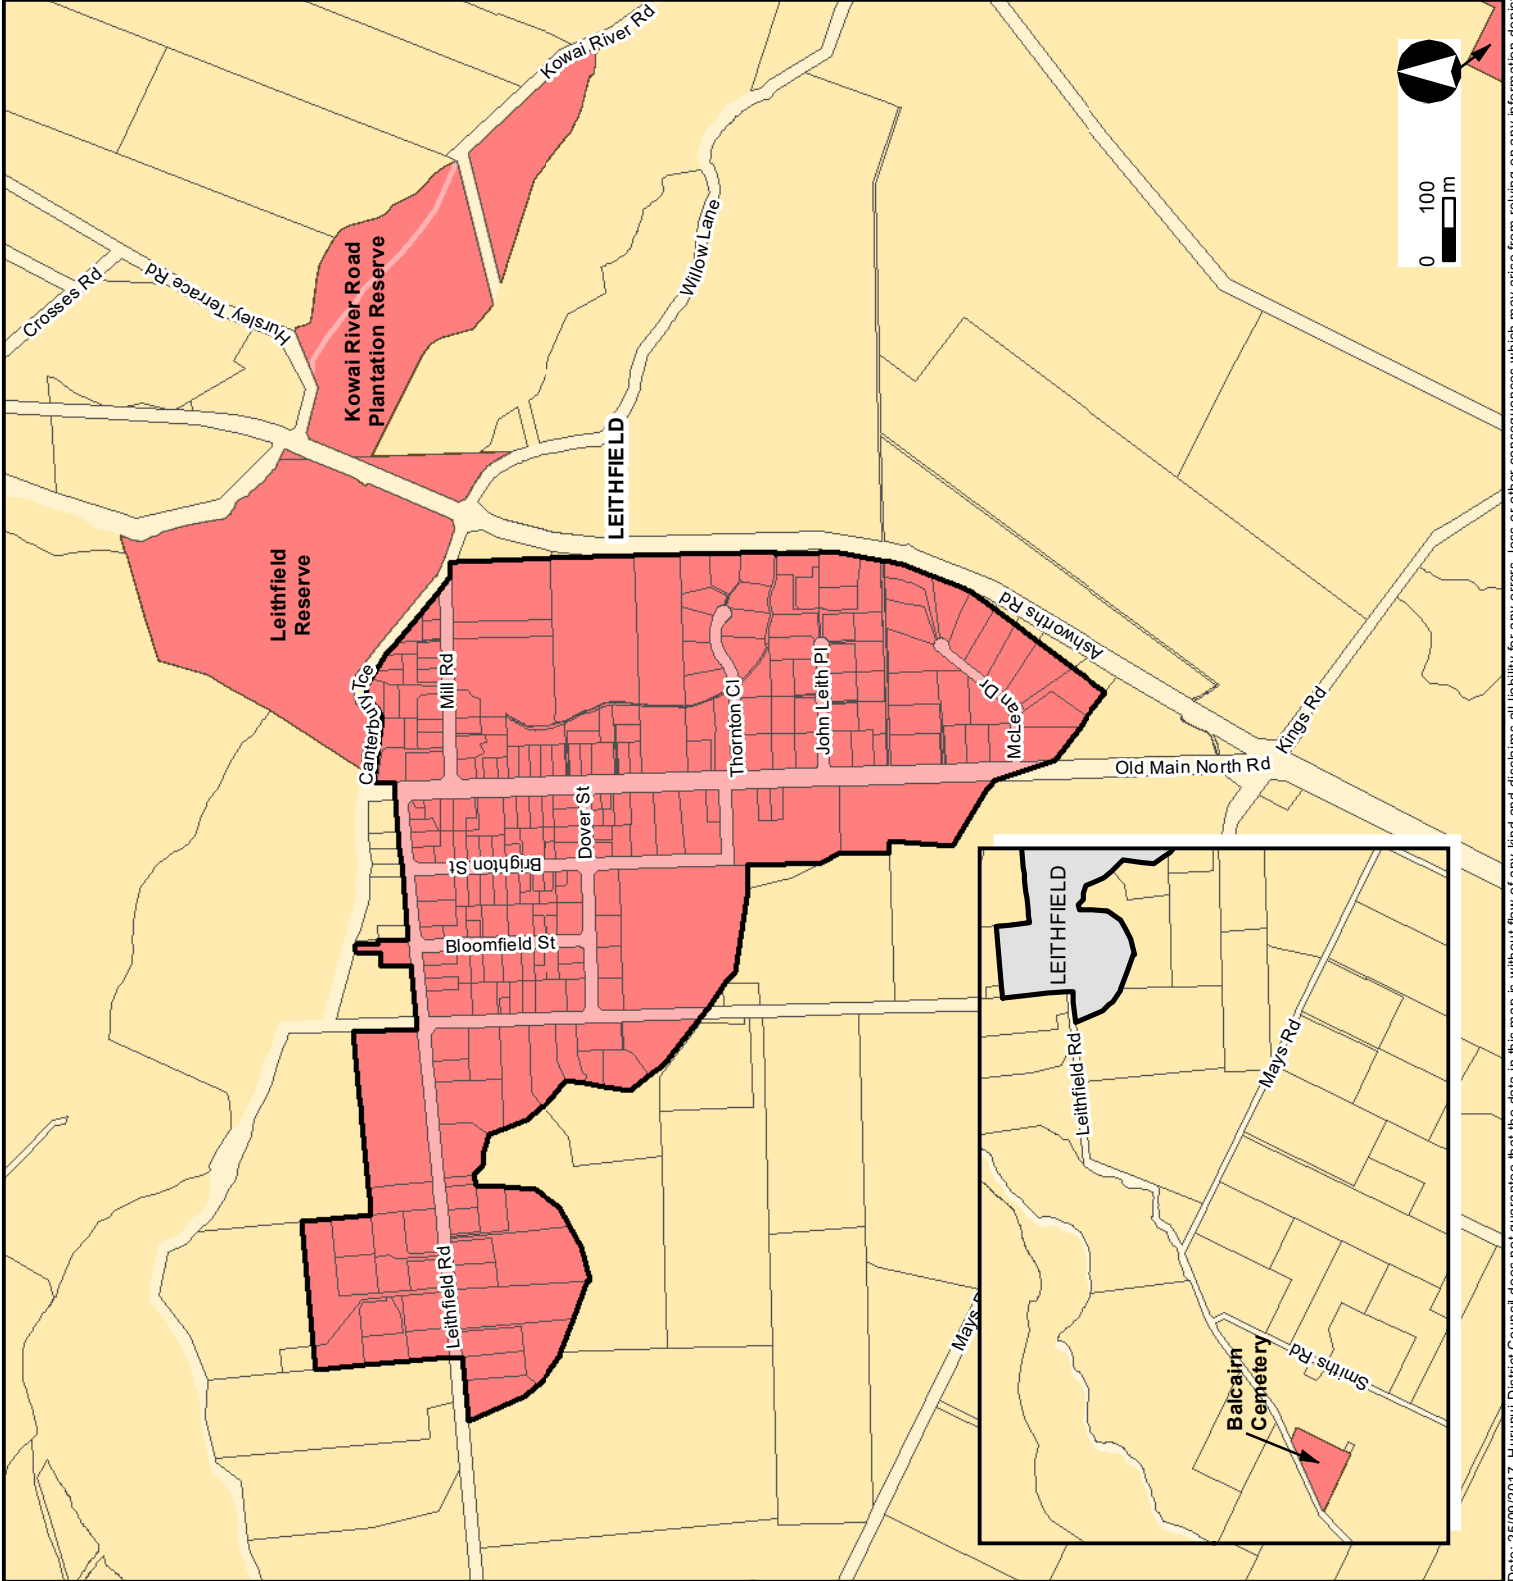 Kowai River Rd
Crosses Rd
Hursley Terrace Rd
Kowai River Road
Plantation Reserve
Willow Lane
LEITHFIELD
Leithfield
Reserve
0 100
m
Canterbury Tce
Mill Rd
Thornton Cl
John Leith Pl
McLean Dr
Ashworths Rd
Kings Rd
Old Main North Rd
Dover St
Brighton St
Bloomfield St
Leithfield Rd
Mays
LEITHFIELD
Leithfield Rd
Mays Rd
Smiths Rd
Balcairn
Cemetery